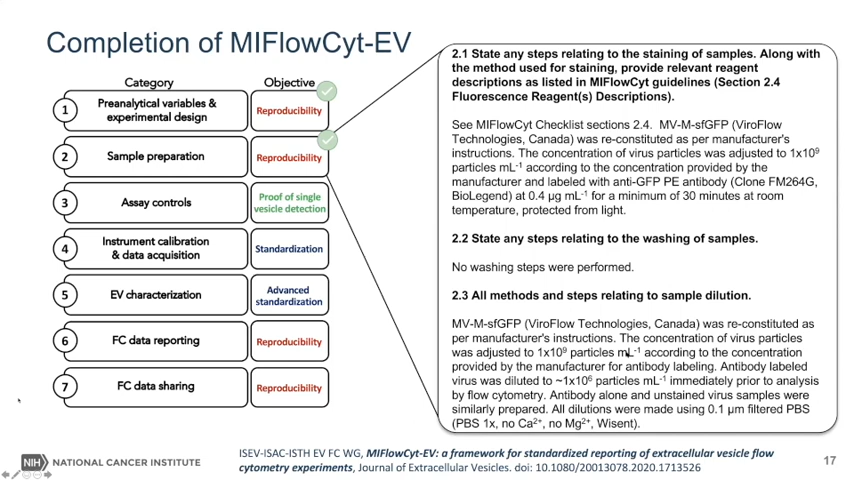 Completion of MIFlowCyt-EV
Category
Objective
1
Preanalytical variables &
experimental design
Reproducibility
2
Sample preparation
Reproducibility
3
Assay controls
Proof of single
vesicle detection
4
Instrument calibration
& data acquisition
Standardization
5
EV characterization
Advanced
standardization
6
FC data reporting
Reproducibility
7
FC data sharing
Reproducibility
2.1 State any steps relating to the staining of samples. Along with
the method used for staining, provide relevant reagent
descriptions as listed in MIFlowCyt guidelines (Section 2.4
Fluorescence Reagent(s) Descriptions).
See MIFlowCyt Checklist sections 2.4. MV-M-sfGFP (ViroFlow
Technologies, Canada) was re-constituted as per manufacturer's
instructions. The concentration of virus particles was adjusted to 1x10⁹
particles mL⁻¹ according to the concentration provided by the
manufacturer and labeled with anti-GFP PE antibody (Clone FM264G,
BioLegend) at 0.4 µg mL⁻¹ for a minimum of 30 minutes at room
temperature, protected from light.
2.2 State any steps relating to the washing of samples.
No washing steps were performed.
2.3 All methods and steps relating to sample dilution.
MV-M-sfGFP (ViroFlow Technologies, Canada) was re-constituted as
per manufacturer's instructions. The concentration of virus particles
was adjusted to 1x10⁹ particles mL⁻¹ according to the concentration
provided by the manufacturer for antibody labeling. Antibody labeled
virus was diluted to ~1x10⁶ particles mL⁻¹ immediately prior to analysis
by flow cytometry. Antibody alone and unstained virus samples were
similarly prepared. All dilutions were made using 0.1 µm filtered PBS
(PBS 1x, no Ca²⁺, no Mg²⁺, Wisent).
NIH NATIONAL CANCER INSTITUTE
ISEV-ISAC-ISTH EV FC WG, MIFlowCyt-EV: a framework for standardized reporting of extracellular vesicle flow
cytometry experiments, Journal of Extracellular Vesicles. doi: 10.1080/20013078.2020.1713526
17